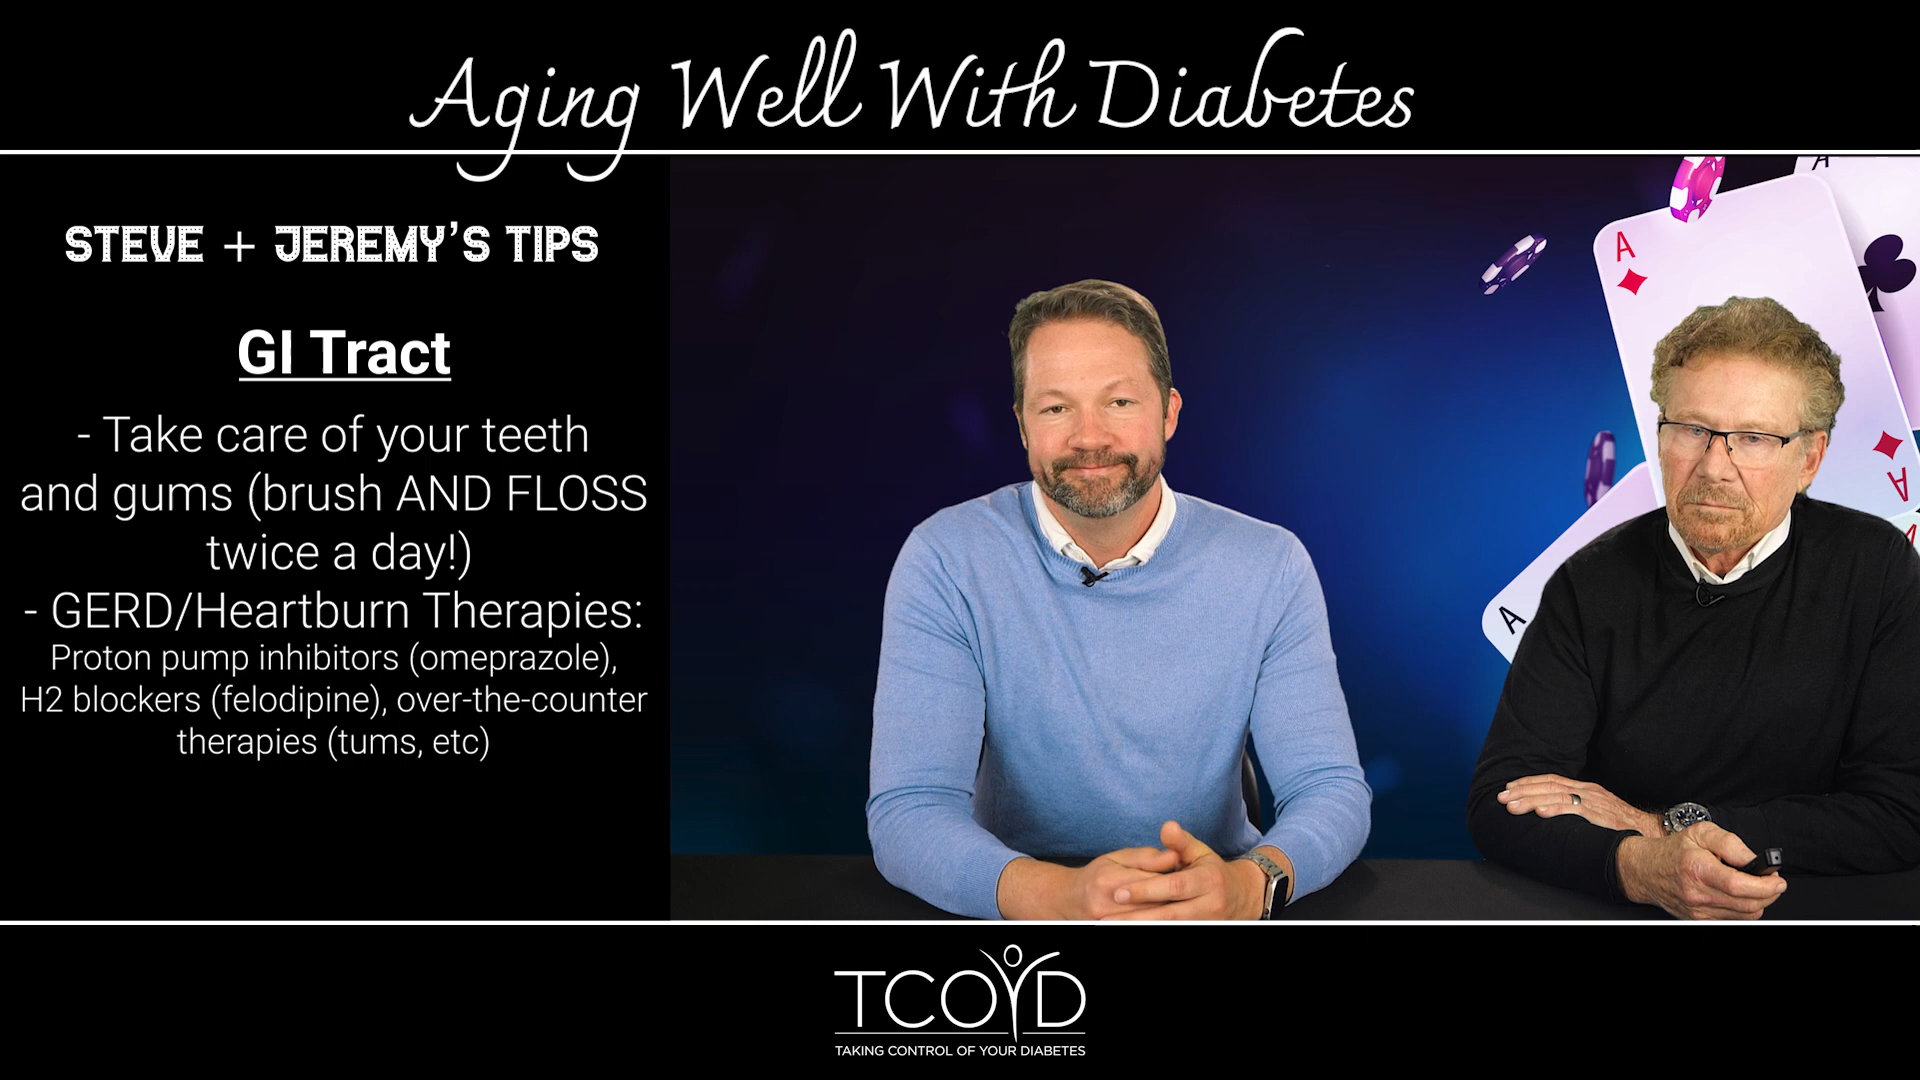 Aging Well With Diabetes
STEVE + JEREMY'S TIPS
GI Tract
- Take care of your teeth
and gums (brush AND FLOSS
twice a day!)
- GERD/Heartburn Therapies:
Proton pump inhibitors (omeprazole),
H2 blockers (felodipine), over-the-counter
therapies (tums, etc)
A
A
A
A
A
A
TCOYD
TAKING CONTROL OF YOUR DIABETES